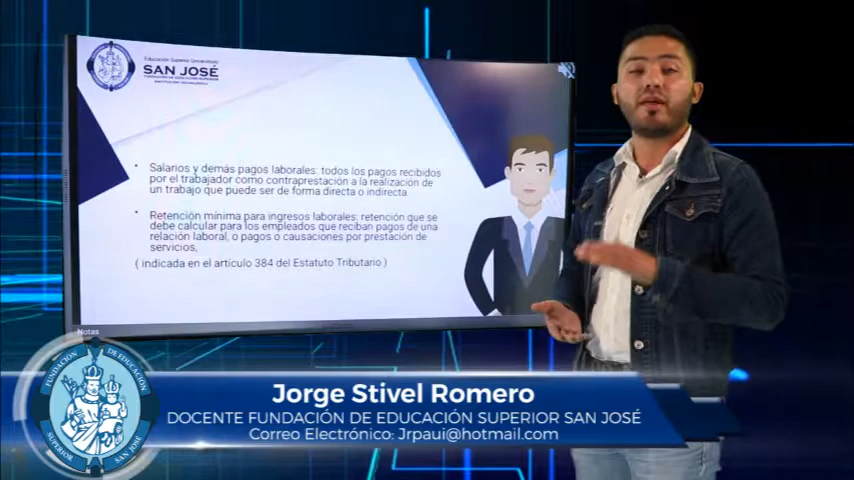 Educación Superior Universitaria
SAN JOSÉ
FUNDACIÓN DE EDUCACIÓN SUPERIOR
• Salarios y demás pagos laborales: todos los pagos recibidos
por el trabajador como contraprestación a la realización de
un trabajo que puede ser de forma directa o indirecta
• Retención mínima para ingresos laborales: retención que se
debe calcular para los empleados que reciban pagos de una
relación laboral, o pagos o causaciones por prestación de
servicios,
( indicada en el artículo 384 del Estatuto Tributario)
Notas
FUNDACIÓN DE EDUCACIÓN
SUPERIOR SAN JOSÉ
Jorge Stivel Romero
DOCENTE FUNDACIÓN DE EDUCACIÓN SUPERIOR SAN JOSÉ
Correo Electrónico: Jrpaui@hotmail.com